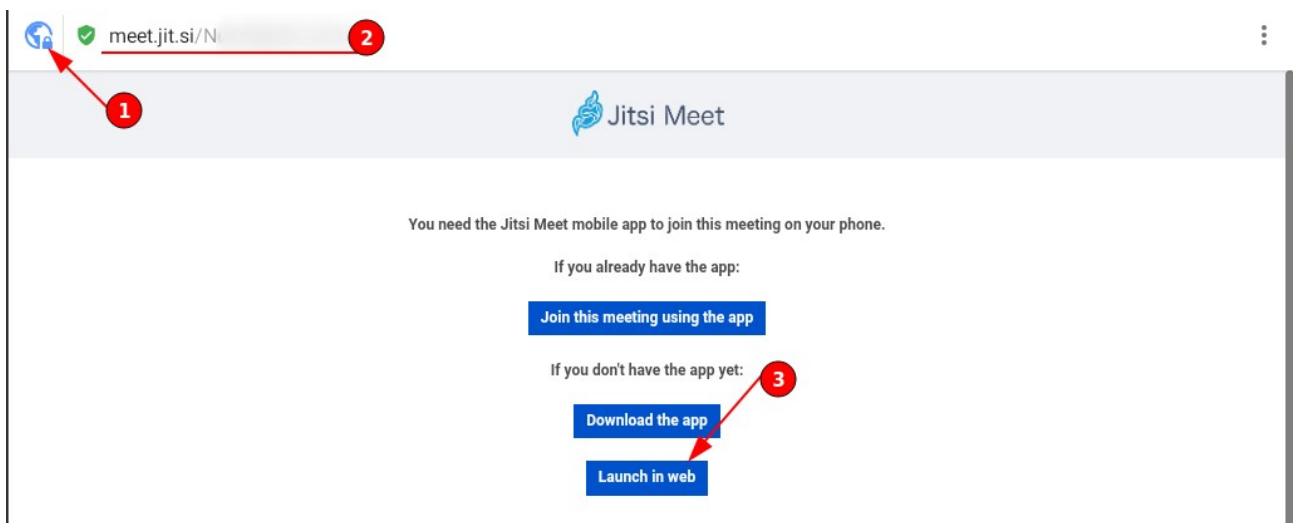 meet.jit.si/N
2
1
Jitsi Meet
You need the Jitsi Meet mobile app to join this meeting on your phone.
If you already have the app:
Join this meeting using the app
If you don't have the app yet:
3
Download the app
Launch in web